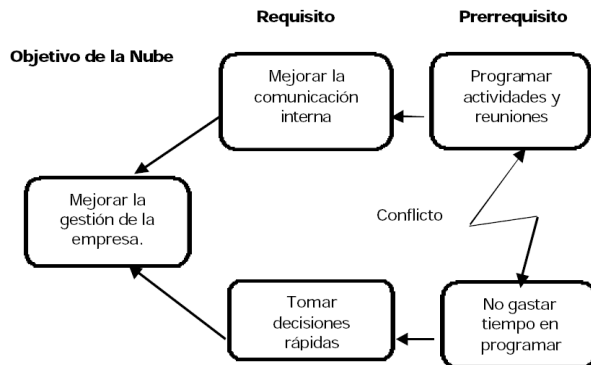 Requisito
Prerrequisito
Objetivo de la Nube
Mejorar la
comunicación
interna
Programar
actividades y
reuniones
Mejorar la
gestión de la
empresa.
Conflicto
Tomar
decisiones
rápidas
No gastar
tiempo en
programar